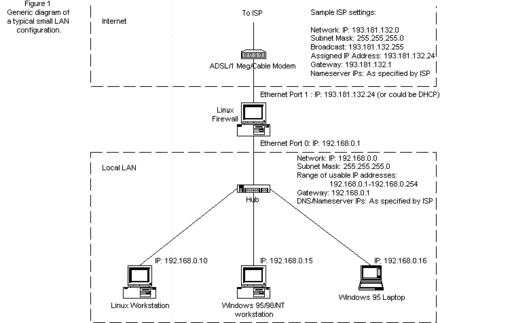 Figure 1
Generic diagram of
a typical small LAN
configuration.
Internet
To ISP
Sample ISP settings:
Network: IP: 193.181.132.0
Subnet Mask: 255.255.255.0
Broadcast: 193.181.132.255
Assigned IP Address: 193.181.132.24
Gateway: 193.181.132.1
Nameserver IPs: As specified by ISP
ADSL/1 Meg/Cable Modem
Ethernet Port 1 : IP: 193.181.132.24 (or could be DHCP)
Linux
Firewall
Ethernet Port 0: IP: 192.168.0.1
Local LAN
Network: IP: 192.168.0.0
Subnet Mask: 255.255.255.0
Range of usable IP addresses:
192.168.0.1-192.168.0.254
Gateway: 192.168.0.1
DNS/Nameserver IPs: As specified by ISP
Hub
IP: 192.168.0.10
IP: 192.168.0.15
IP: 192.168.0.16
Linux Workstation
Windows 95/98/NT
workstation
Windows 95 Laptop